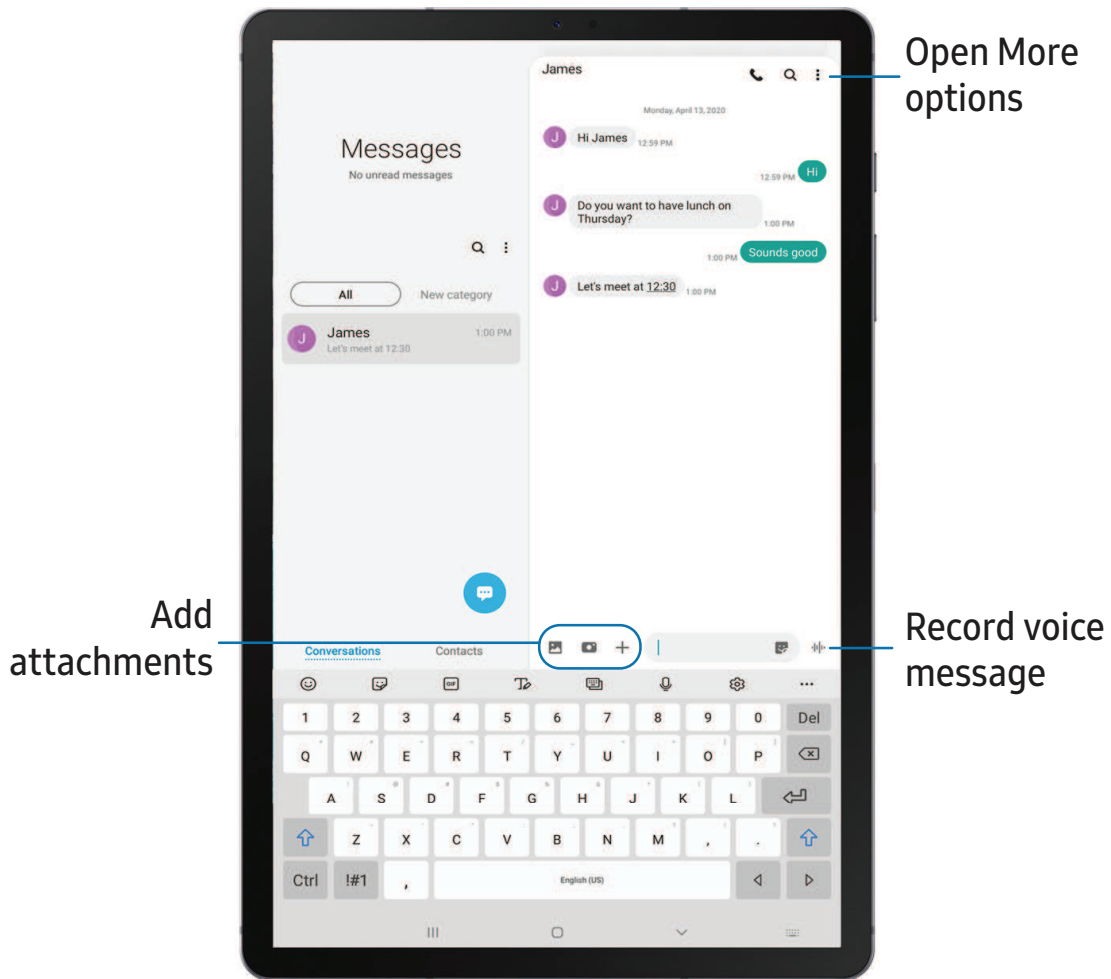 Open More
options
James
Monday, April 13, 2020
J
Hi James
12:59 PM
12:59 PM
Hi
J
Do you want to have lunch on
Thursday?
1:00 PM
1:00 PM
Sounds good
J
Let's meet at 12:30
1:00 PM
Messages
No unread messages
All
New category
J
James
1:00 PM
Let's meet at 12:30
Add
attachments
Conversations
Contacts
Record voice
message
GIF
T
1 2 3 4 5 6 7 8 9 0 Del
Q W E R T Y U I O P
A S D F G H J K L
Z X C V B N M , .
Ctrl !#1 , English (US)